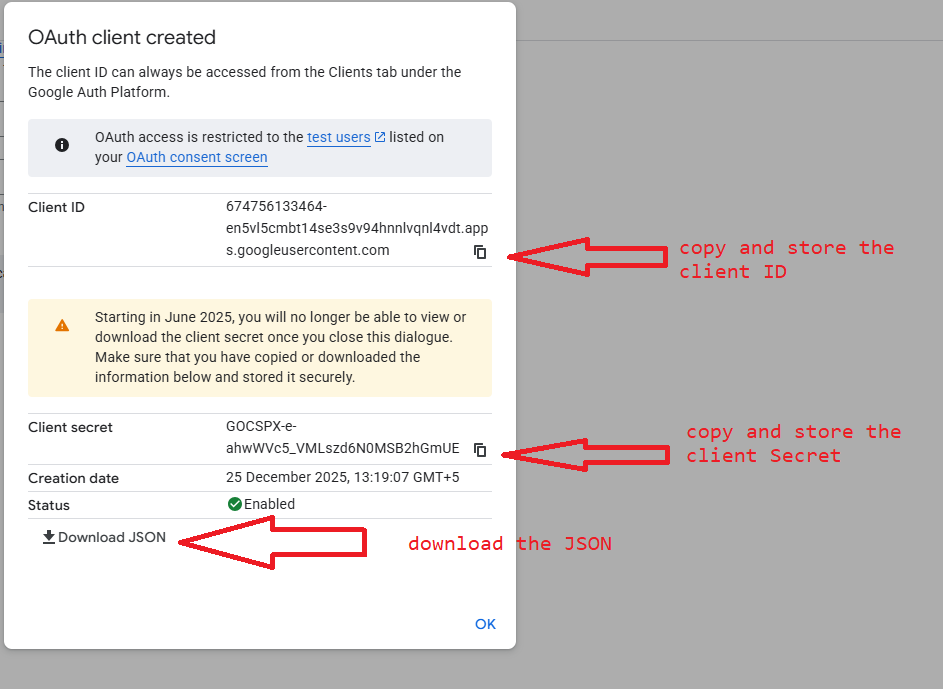 OAuth client created
The client ID can always be accessed from the Clients tab under the
Google Auth Platform.
OAuth access is restricted to the test users listed on
your OAuth consent screen
Client ID
674756133464-
en5vl5cmbt14se3s9v94hnnlvqnl4vdt.app
s.googleusercontent.com
copy and store the
client ID
Starting in June 2025, you will no longer be able to view or
download the client secret once you close this dialogue.
Make sure that you have copied or downloaded the
information below and stored it securely.
Client secret
GOCSPX-e-
ahwWVc5_VMLszd6N0MSB2hGmUE
copy and store the
client Secret
Creation date
25 December 2025, 13:19:07 GMT+5
Status
Enabled
Download JSON
download the JSON
OK